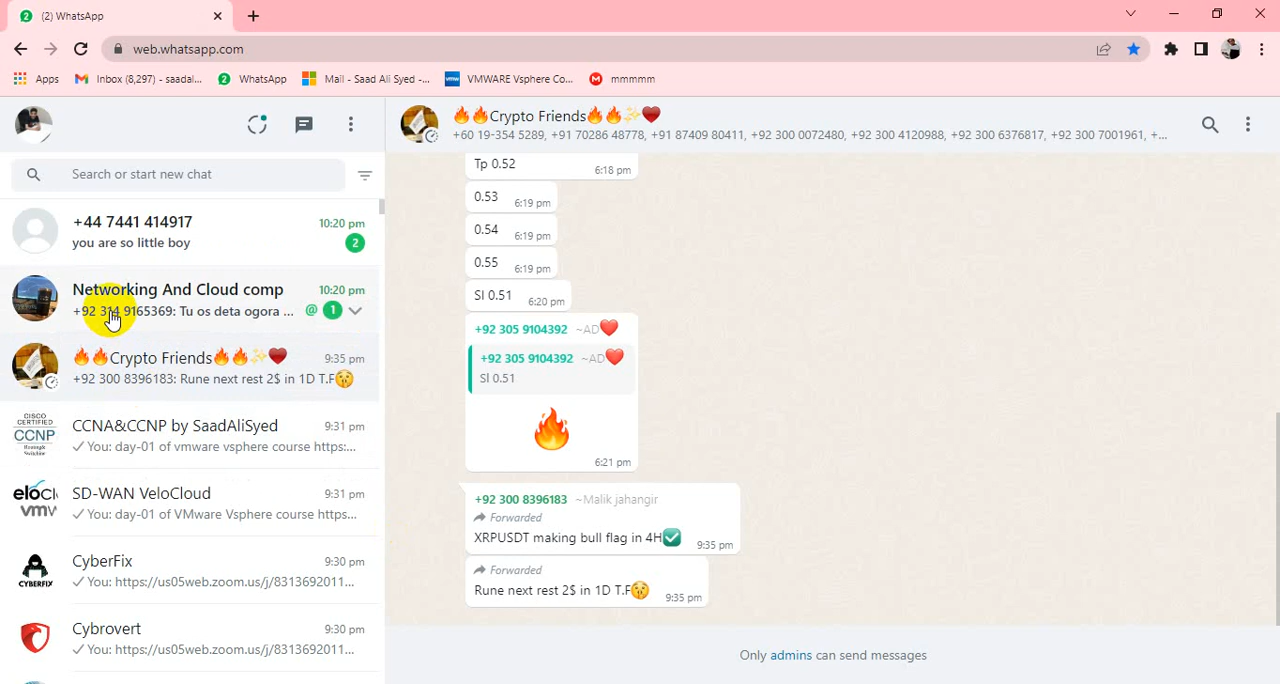 2
(2) WhatsApp
web.whatsapp.com
Apps
Inbox (8,297) - saadal...
2
WhatsApp
Mail - Saad Ali Syed -...
vmw
VMWARE Vsphere Co...
mmmmm
Search or start new chat
+44 7441 414917
10:20 pm
you are so little boy
2
Networking And Cloud comp
10:20 pm
+92 314 9165369: Tu os deta ogora ...
@ 1
🔥🔥Crypto Friends🔥🔥✨❤️
9:35 pm
+92 300 8396183: Rune next rest 2$ in 1D T.F🤫
CISCO
CERTIFIED
CCNP
CCNA&CCNP by SaadAliSyed
9:31 pm
✓ You: day-01 of vmware vsphere course https:...
eloCl
vmv
SD-WAN VeloCloud
9:31 pm
✓ You: day-01 of VMware Vsphere course https...
CYBERFIX
CyberFix
9:30 pm
✓ You: https://us05web.zoom.us/j/8313692011...
Cybrovert
9:30 pm
✓ You: https://us05web.zoom.us/j/8313692011...
🔥🔥Crypto Friends🔥🔥✨❤️
+60 19-354 5289, +91 70286 48778, +91 87409 80411, +92 300 0072480, +92 300 4120988, +92 300 6376817, +92 300 7001961, +...
Tp 0.52
6:18 pm
0.53
6:19 pm
0.54
6:19 pm
0.55
6:19 pm
Sl 0.51
6:20 pm
+92 305 9104392 ~AD❤️
+92 305 9104392 ~AD❤️
Sl 0.51
🔥
6:21 pm
+92 300 8396183 ~Malik jahangir
Forwarded
XRPUSDT making bull flag in 4H✅
9:35 pm
Forwarded
Rune next rest 2$ in 1D T.F🤫
9:35 pm
Only admins can send messages